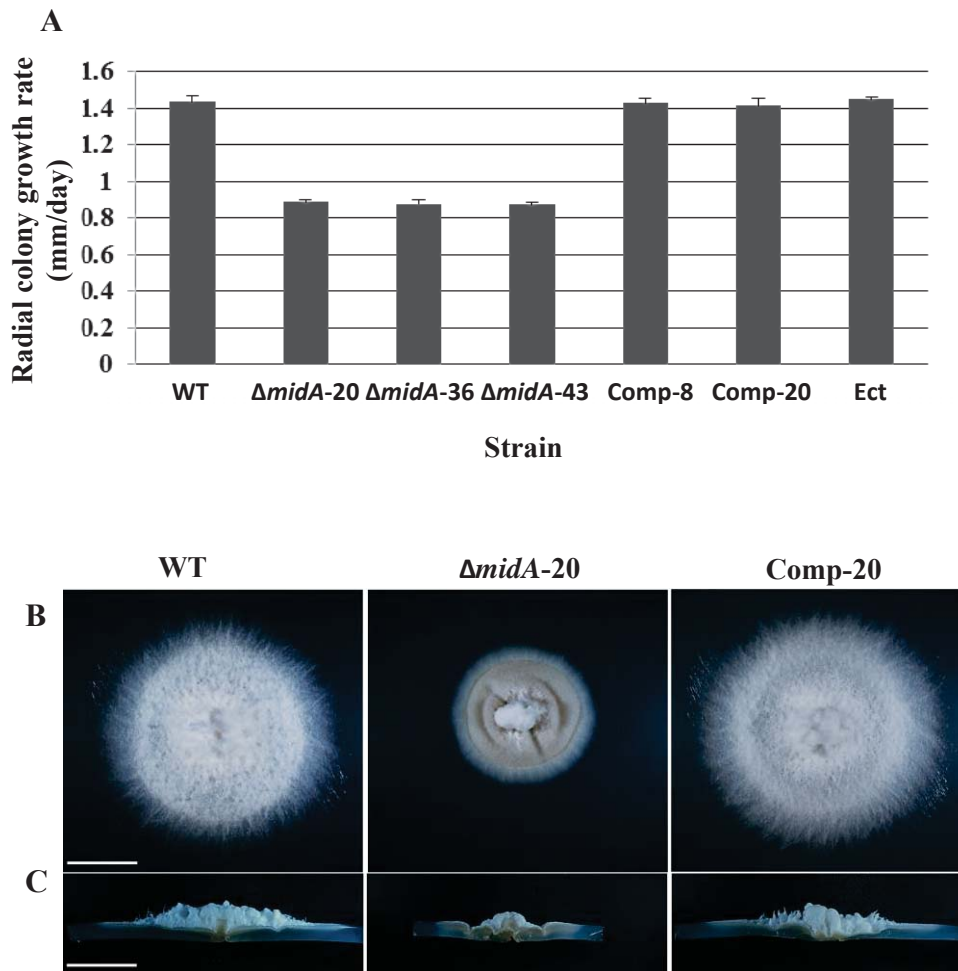 A
Radial colony growth rate
(mm/day)
1.6
1.4
1.2
1
0.8
0.6
0.4
0.2
0
WT ΔmidA-20 ΔmidA-36 ΔmidA-43 Comp-8 Comp-20 Ect
Strain
WT ΔmidA-20 Comp-20
B
C